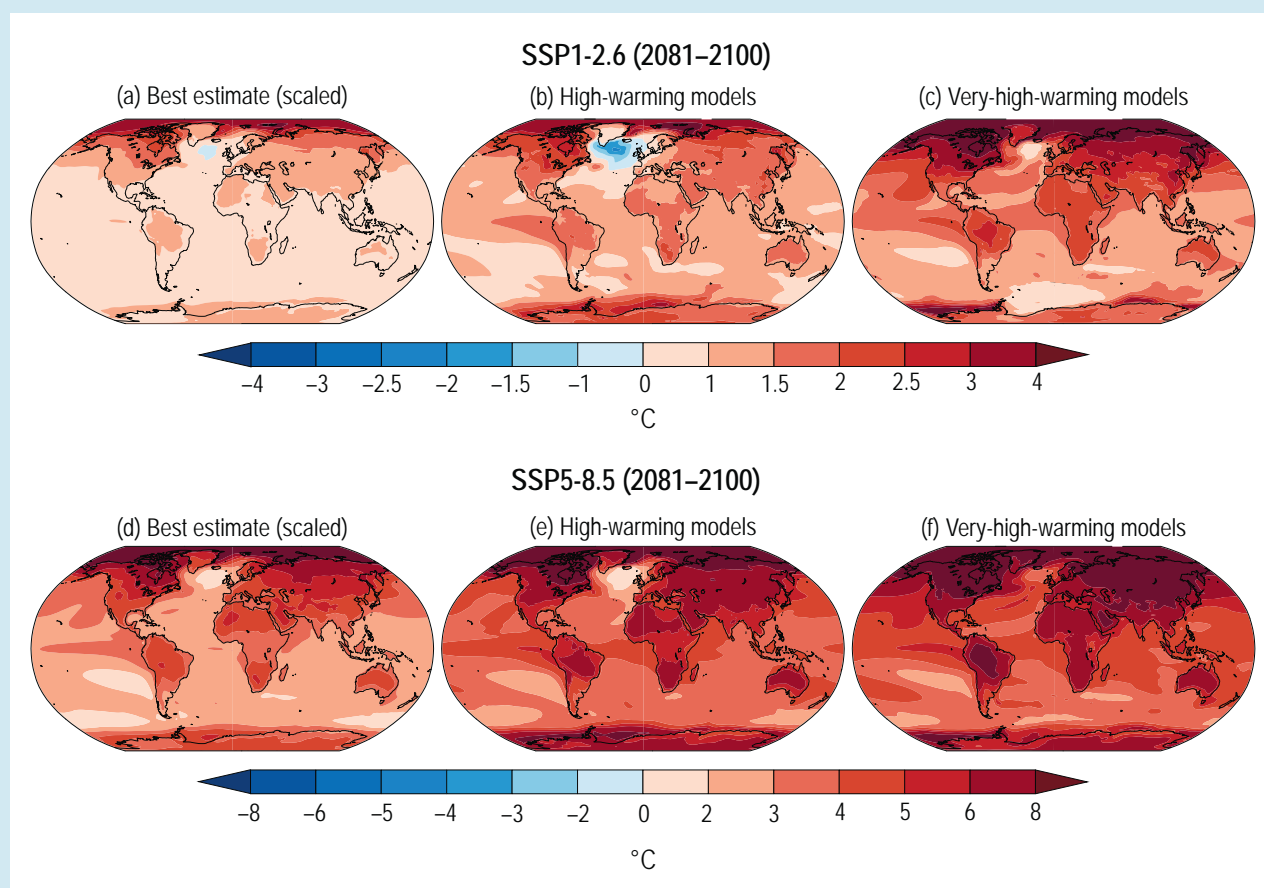 SSP1-2.6 (2081–2100)
(a) Best estimate (scaled)
(b) High-warming models
(c) Very-high-warming models
–4 –3 –2.5 –2 –1.5 –1 0 1 1.5 2 2.5 3 4
°C
SSP5-8.5 (2081–2100)
(d) Best estimate (scaled)
(e) High-warming models
(f) Very-high-warming models
–8 –6 –5 –4 –3 –2 0 2 3 4 5 6 8
°C